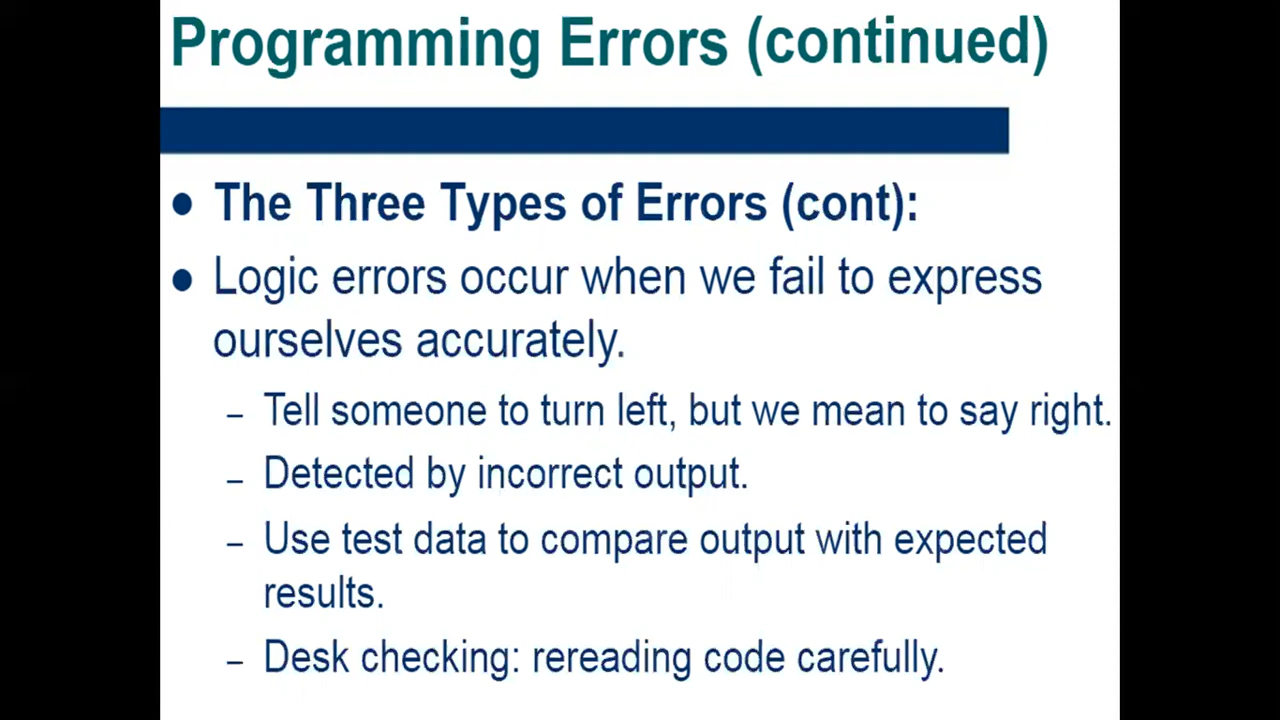 Programming Errors (continued)
● The Three Types of Errors (cont):
● Logic errors occur when we fail to express
ourselves accurately.
– Tell someone to turn left, but we mean to say right.
– Detected by incorrect output.
– Use test data to compare output with expected
results.
– Desk checking: rereading code carefully.